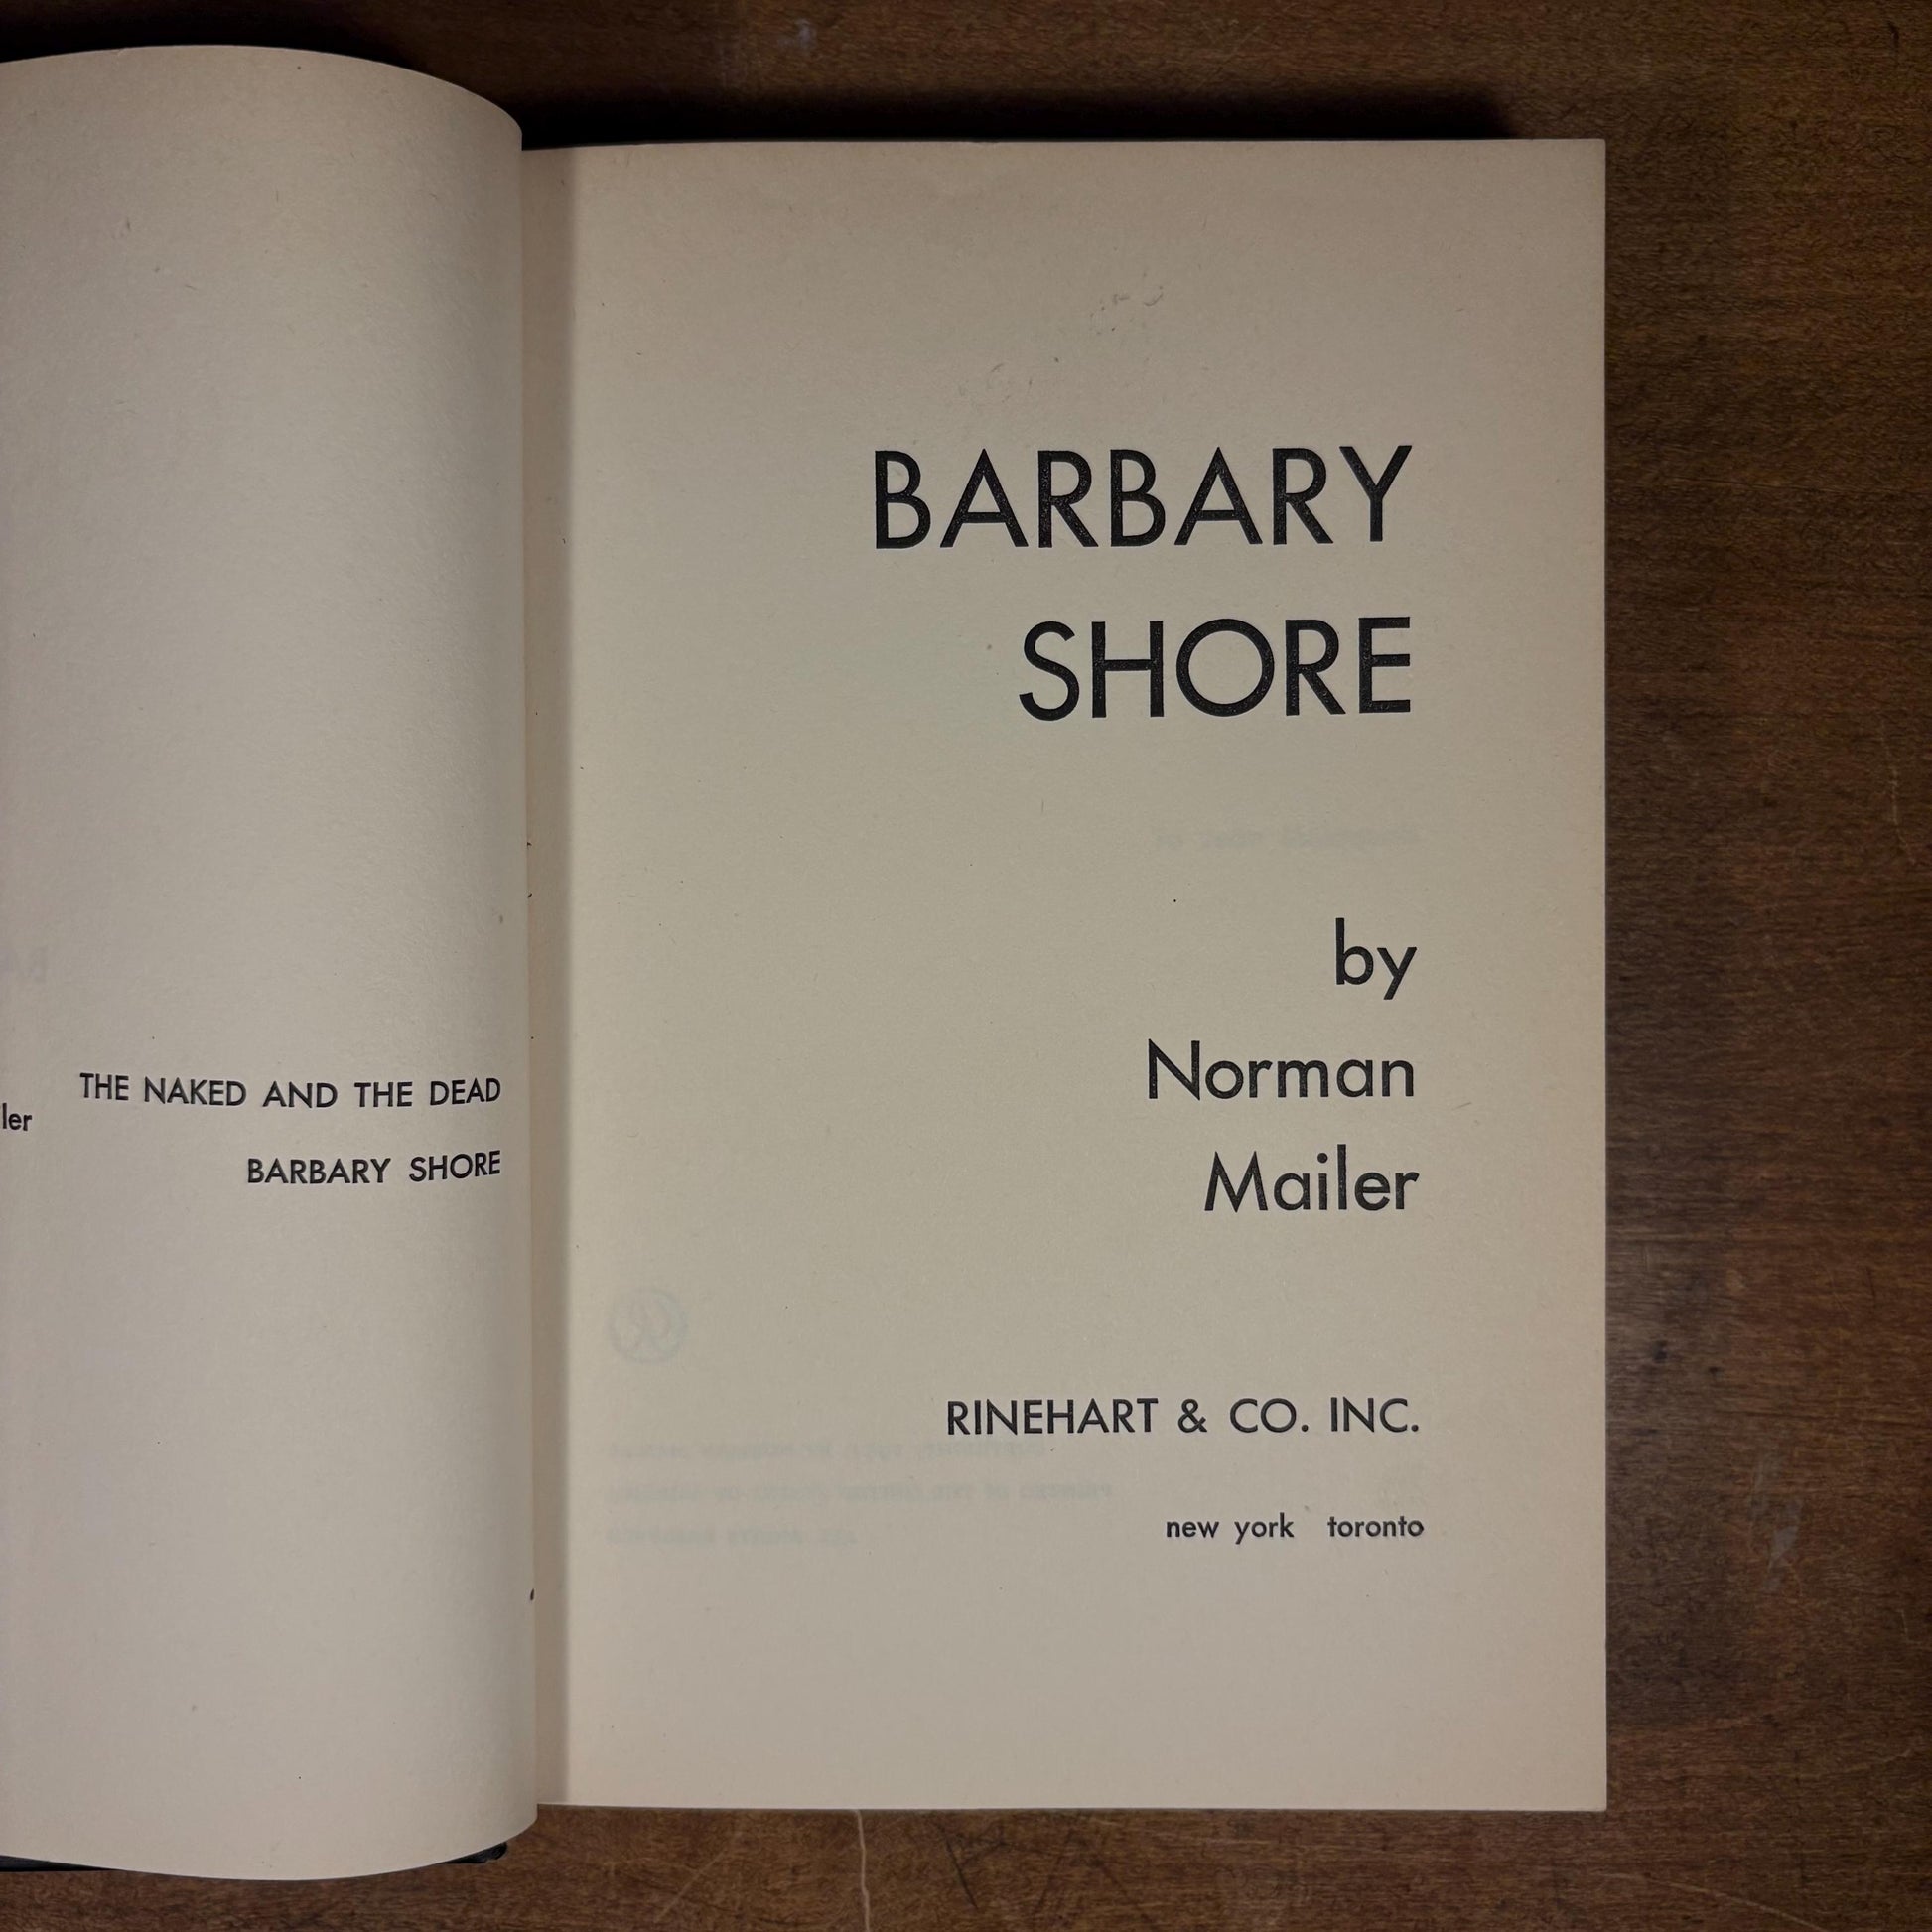 ler
THE NAKED AND THE DEAD
BARBARY SHORE
BARBARY
SHORE
by
Norman
Mailer
RINEHART & CO. INC.
new york toronto